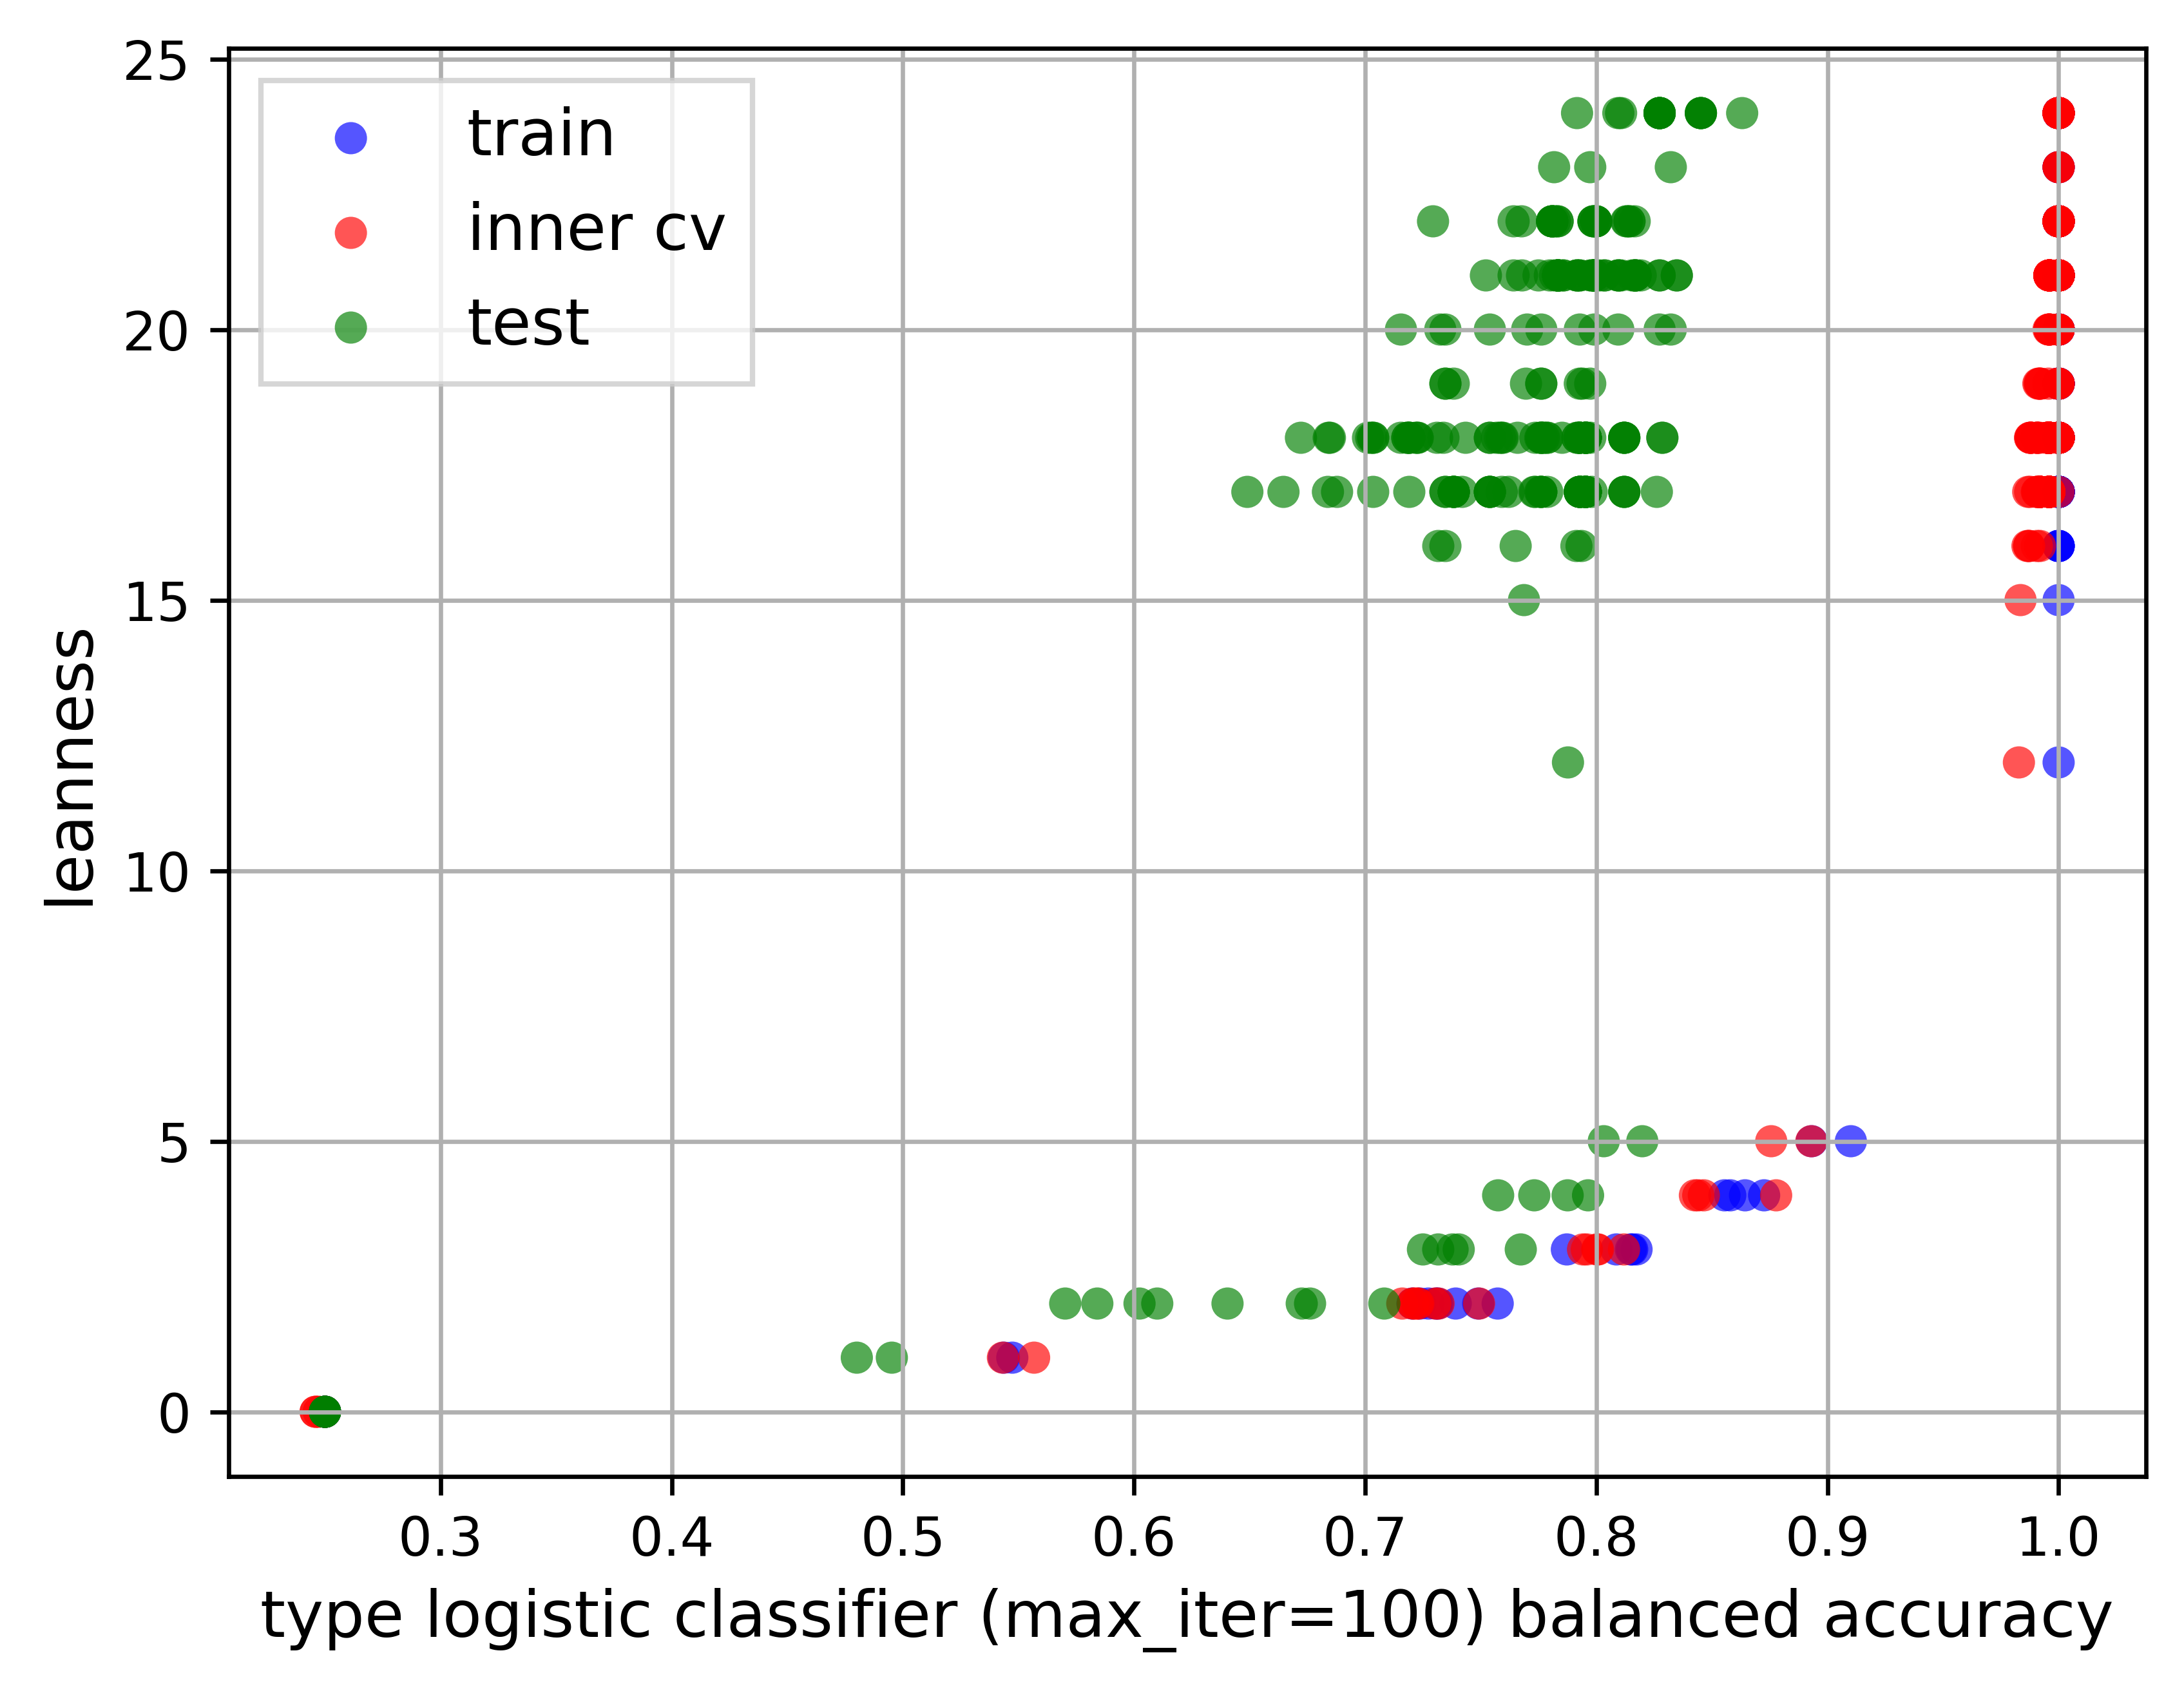 25
20
15
10
5
0
leanness
train
inner cv
test
0.3 0.4 0.5 0.6 0.7 0.8 0.9 1.0
type logistic classifier (max_iter=100) balanced accuracy